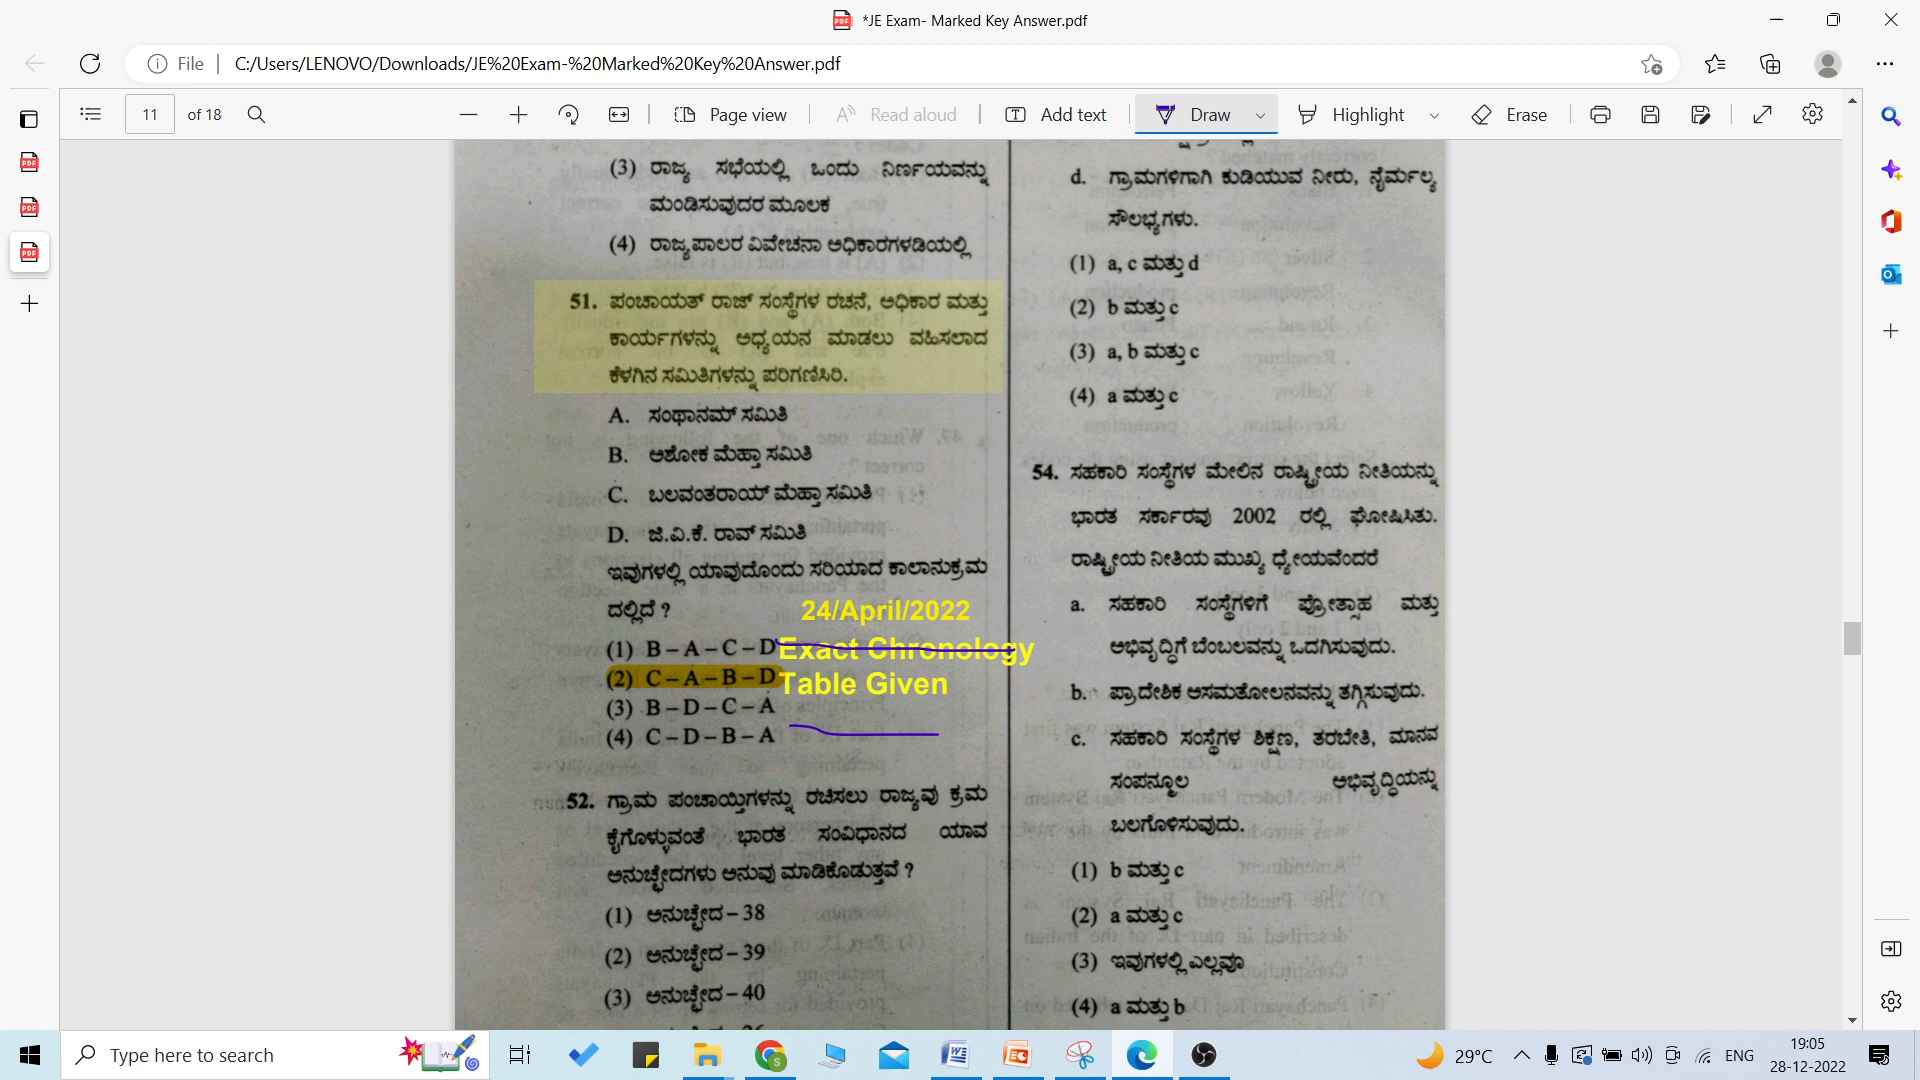 *JE Exam- Marked Key Answer.pdf
File
C:/Users/LENOVO/Downloads/JE%20Exam-%20Marked%20Key%20Answer.pdf
11 of 18
Page view
Read aloud
Add text
Draw
Highlight
Erase
(3) ರಾಜ್ಯ ಸಭೆಯಲ್ಲಿ ಒಂದು ನಿರ್ಣಯವನ್ನು
ಮಂಡಿಸುವುದರ ಮೂಲಕ
(4) ರಾಜ್ಯಪಾಲರ ವಿವೇಚನಾ ಅಧಿಕಾರಗಳಡಿಯಲ್ಲಿ
51. ಪಂಚಾಯತ್ ರಾಜ್ ಸಂಸ್ಥೆಗಳ ರಚನೆ, ಅಧಿಕಾರ ಮತ್ತು
ಕಾರ್ಯಗಳನ್ನು ಅಧ್ಯಯನ ಮಾಡಲು ವಹಿಸಲಾದ
ಕೆಳಗಿನ ಸಮಿತಿಗಳನ್ನು ಪರಿಗಣಿಸಿರಿ.
A. ಸಂಥಾನಮ್ ಸಮಿತಿ
B. ಅಶೋಕ ಮೆಹ್ತಾ ಸಮಿತಿ
C. ಬಲವಂತರಾಯ್ ಮೆಹ್ತಾ ಸಮಿತಿ
D. ಜಿ.ವಿ.ಕೆ. ರಾವ್ ಸಮಿತಿ
ಇವುಗಳಲ್ಲಿ ಯಾವುದೊಂದು ಸರಿಯಾದ ಕಾಲಾನುಕ್ರಮ
ದಲ್ಲಿದೆ ?
24/April/2022
(1) B – A – C – D
Exact Chronology
(2) C – A – B – D
Table Given
(3) B – D – C – A
(4) C – D – B – A
52. ಗ್ರಾಮ ಪಂಚಾಯ್ತಿಗಳನ್ನು ರಚಿಸಲು ರಾಜ್ಯವು ಕ್ರಮ
ಕೈಗೊಳ್ಳುವಂತೆ ಭಾರತ ಸಂವಿಧಾನದ ಯಾವ
ಅನುಚ್ಛೇದಗಳು ಅನುವು ಮಾಡಿಕೊಡುತ್ತವೆ ?
(1) ಅನುಚ್ಛೇದ – 38
(2) ಅನುಚ್ಛೇದ – 39
(3) ಅನುಚ್ಛೇದ – 40
d. ಗ್ರಾಮಗಳಿಗಾಗಿ ಕುಡಿಯುವ ನೀರು, ನೈರ್ಮಲ್ಯ
ಸೌಲಭ್ಯಗಳು.
(1) a, c ಮತ್ತು d
(2) b ಮತ್ತು c
(3) a, b ಮತ್ತು c
(4) a ಮತ್ತು c
54. ಸಹಕಾರಿ ಸಂಸ್ಥೆಗಳ ಮೇಲಿನ ರಾಷ್ಟ್ರೀಯ ನೀತಿಯನ್ನು
ಭಾರತ ಸರ್ಕಾರವು 2002 ರಲ್ಲಿ ಘೋಷಿಸಿತು.
ರಾಷ್ಟ್ರೀಯ ನೀತಿಯ ಮುಖ್ಯ ಧ್ಯೇಯವೆಂದರೆ
a. ಸಹಕಾರಿ ಸಂಸ್ಥೆಗಳಿಗೆ ಪ್ರೋತ್ಸಾಹ ಮತ್ತು
ಅಭಿವೃದ್ಧಿಗೆ ಬೆಂಬಲವನ್ನು ಒದಗಿಸುವುದು.
b. ಪ್ರಾದೇಶಿಕ ಅಸಮತೋಲನವನ್ನು ತಗ್ಗಿಸುವುದು.
c. ಸಹಕಾರಿ ಸಂಸ್ಥೆಗಳ ಶಿಕ್ಷಣ, ತರಬೇತಿ, ಮಾನವ
ಸಂಪನ್ಮೂಲ ಅಭಿವೃದ್ಧಿಯನ್ನು
ಬಲಗೊಳಿಸುವುದು.
(1) b ಮತ್ತು c
(2) a ಮತ್ತು c
(3) ಇವುಗಳಲ್ಲಿ ಎಲ್ಲವೂ
(4) a ಮತ್ತು b
Type here to search
29°C
ENG
19:05
28-12-2022